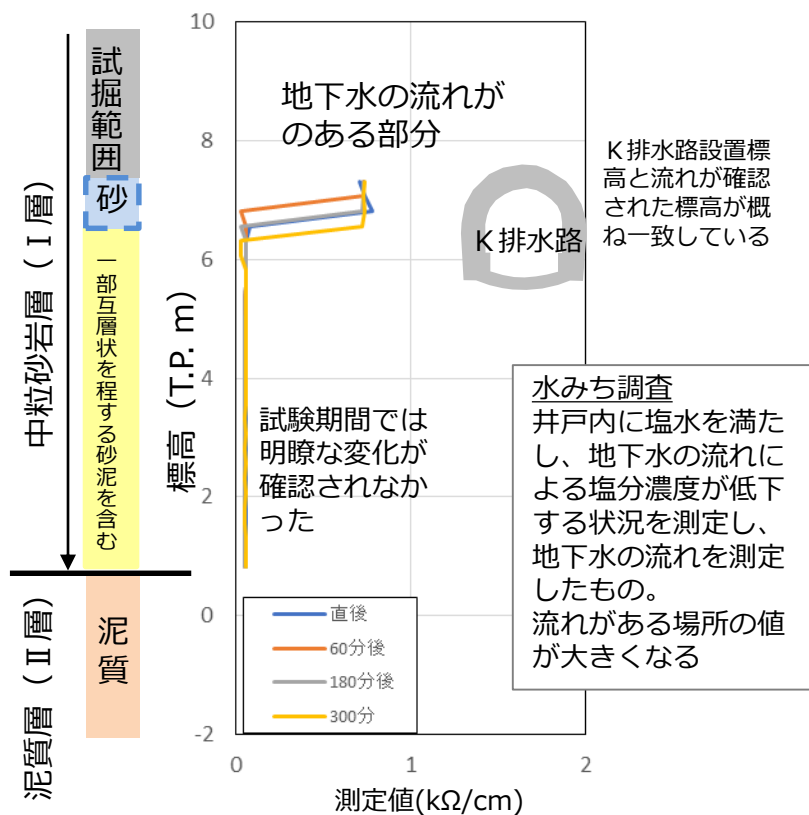 試掘範囲
砂
一部互層状を程する砂泥を含む
泥質
中粒砂岩層（Ⅰ層）
泥質層（Ⅱ層）
標高（T.P. m）
10
8
6
4
2
0
-2
地下水の流れが
のある部分
K排水路
K排水路設置標
高と流れが確認
された標高が概
ね一致している
試験期間では
明瞭な変化が
確認されなか
った
水みち調査
井戸内に塩水を満た
し、地下水の流れに
よる塩分濃度が低下
する状況を測定し、
地下水の流れを測定
したもの。
流れがある場所の値
が大きくなる
直後
60分後
180分後
300分
0
1
2
測定値(kΩ/cm)